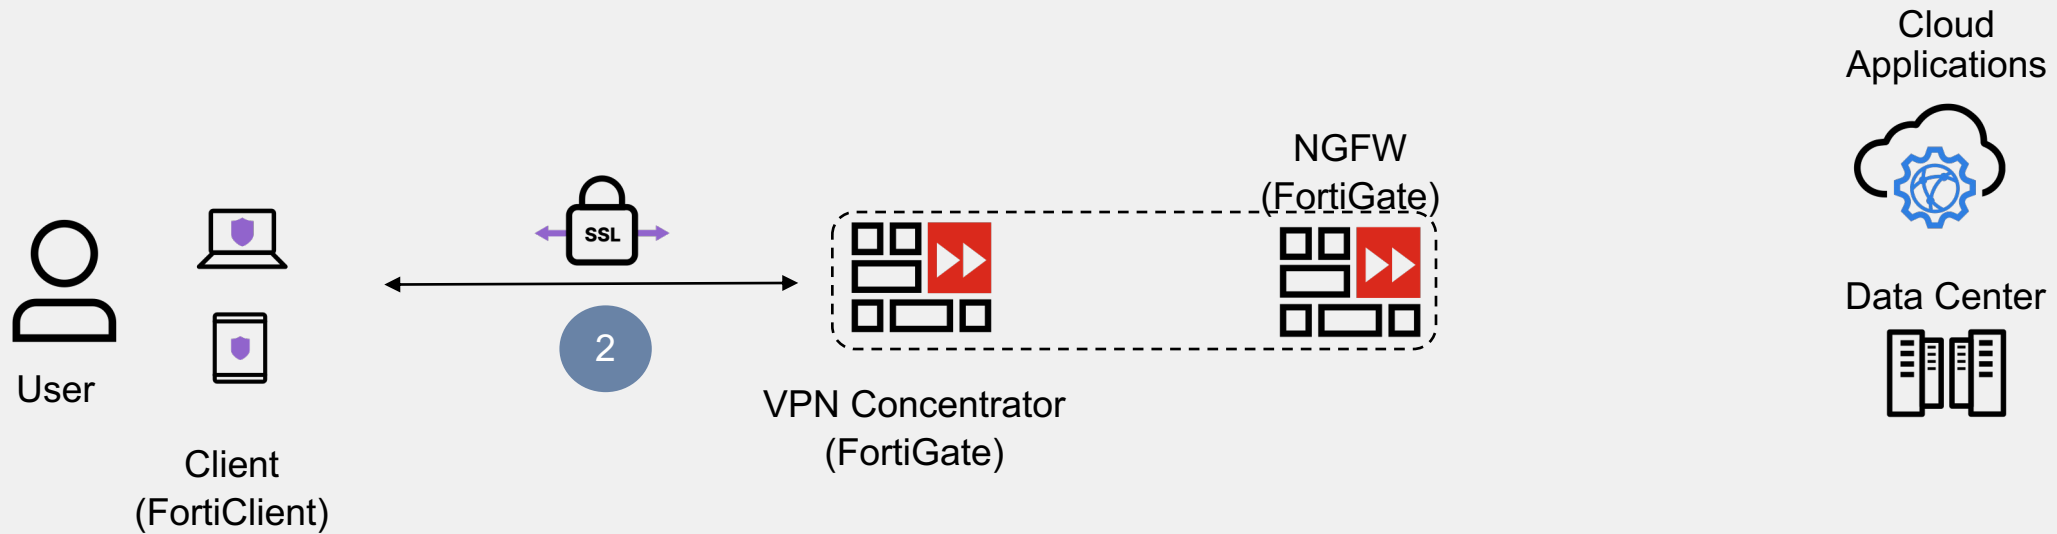 User
Client
(FortiClient)
SSL
2
VPN Concentrator
(FortiGate)
NGFW
(FortiGate)
Cloud
Applications
Data Center